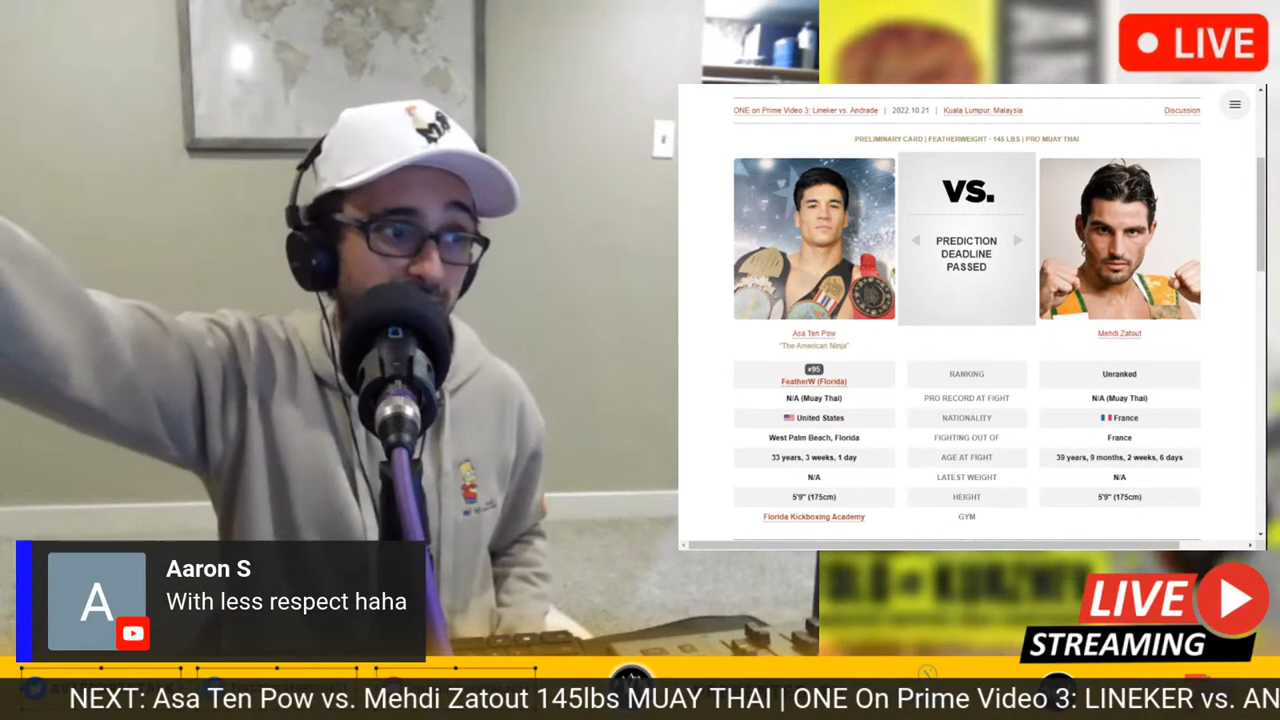 LIVE
ONE on Prime Video 3: Lineker vs. Andrade | 2022.10.21 | Kuala Lumpur, Malaysia
Discussion
PRELIMINARY CARD | FEATHERWEIGHT · 145 LBS | PRO MUAY THAI
VS.
PREDICTION
DEADLINE
PASSED
Asa Ten Pow
Mehdi Zatout
"The American Ninja"
#95
FeatherW (Florida)
RANKING
Unranked
N/A (Muay Thai)
PRO RECORD AT FIGHT
N/A (Muay Thai)
United States
NATIONALITY
France
West Palm Beach, Florida
FIGHTING OUT OF
France
33 years, 3 weeks, 1 day
AGE AT FIGHT
39 years, 9 months, 2 weeks, 6 days
N/A
LATEST WEIGHT
N/A
5'9" (175cm)
HEIGHT
5'9" (175cm)
Florida Kickboxing Academy
GYM
A
Aaron S
With less respect haha
LIVE
STREAMING
NEXT: Asa Ten Pow vs. Mehdi Zatout 145lbs MUAY THAI | ONE On Prime Video 3: LINEKER vs. AN